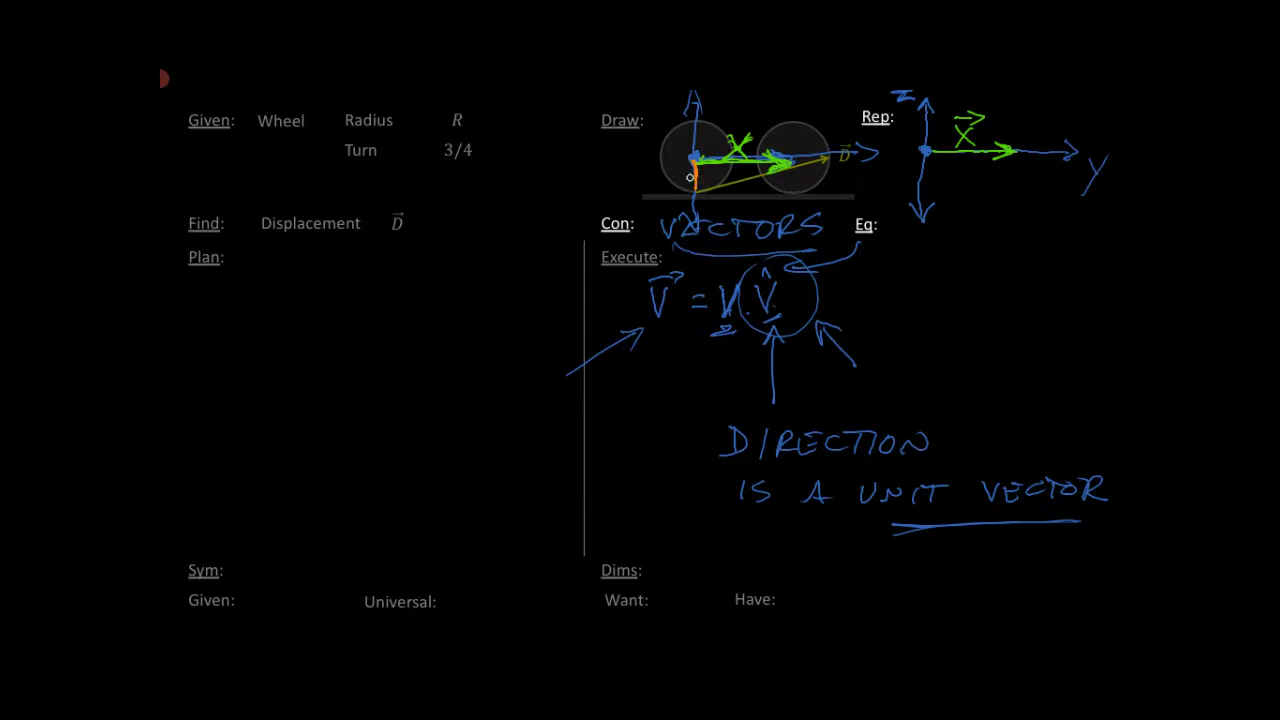 Given: Wheel Radius R
Turn 3/4
Find: Displacement D⃗
Plan:
Sym:
Given: Universal:
Draw: X⃗ D⃗
Rep: z X⃗ y
Con: VECTORS Eq:
Execute:
V⃗ = V · V̂
DIRECTION
IS A UNIT VECTOR
Dims:
Want: Have: